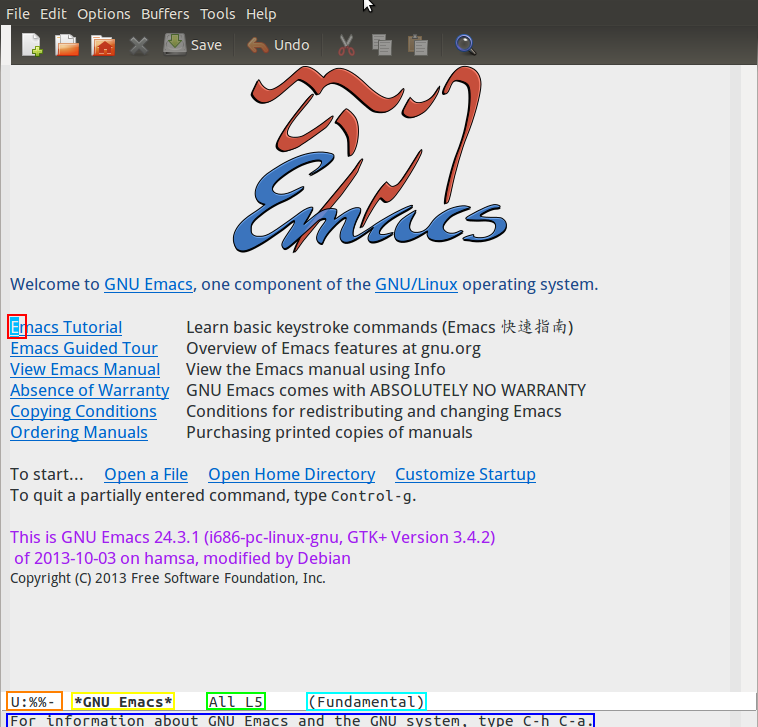 File Edit Options Buffers Tools Help
Save Undo
Emacs
Welcome to GNU Emacs, one component of the GNU/Linux operating system.
Emacs Tutorial Learn basic keystroke commands (Emacs 快速指南)
Emacs Guided Tour Overview of Emacs features at gnu.org
View Emacs Manual View the Emacs manual using Info
Absence of Warranty GNU Emacs comes with ABSOLUTELY NO WARRANTY
Copying Conditions Conditions for redistributing and changing Emacs
Ordering Manuals Purchasing printed copies of manuals
To start... Open a File Open Home Directory Customize Startup
To quit a partially entered command, type Control-g.
This is GNU Emacs 24.3.1 (i686-pc-linux-gnu, GTK+ Version 3.4.2)
of 2013-10-03 on hamsa, modified by Debian
Copyright (C) 2013 Free Software Foundation, Inc.
U:%%- *GNU Emacs* All L5 (Fundamental)
For information about GNU Emacs and the GNU system, type C-h C-a.